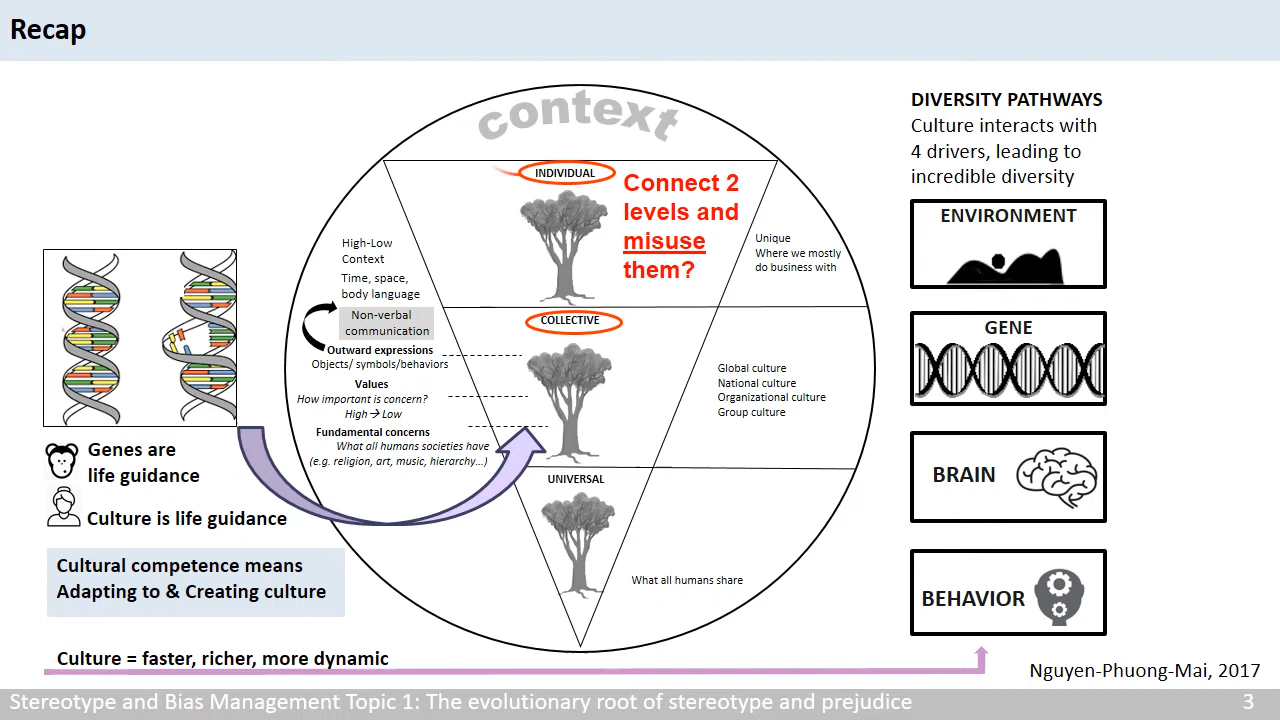 Recap
context
INDIVIDUAL
Connect 2
levels and
misuse
them?
Unique
Where we mostly
do business with
High-Low
Context
Time, space,
body language
Non-verbal
communication
Outward expressions
Objects/ symbols/behaviors
Values
How important is concern?
High → Low
Fundamental concerns
What all humans societies have
(e.g. religion, art, music, hierarchy...)
COLLECTIVE
Global culture
National culture
Organizational culture
Group culture
UNIVERSAL
What all humans share
Genes are
life guidance
Culture is life guidance
Cultural competence means
Adapting to & Creating culture
Culture = faster, richer, more dynamic
DIVERSITY PATHWAYS
Culture interacts with
4 drivers, leading to
incredible diversity
ENVIRONMENT
GENE
BRAIN
BEHAVIOR
Nguyen-Phuong-Mai, 2017
Stereotype and Bias Management Topic 1: The evolutionary root of stereotype and prejudice
3